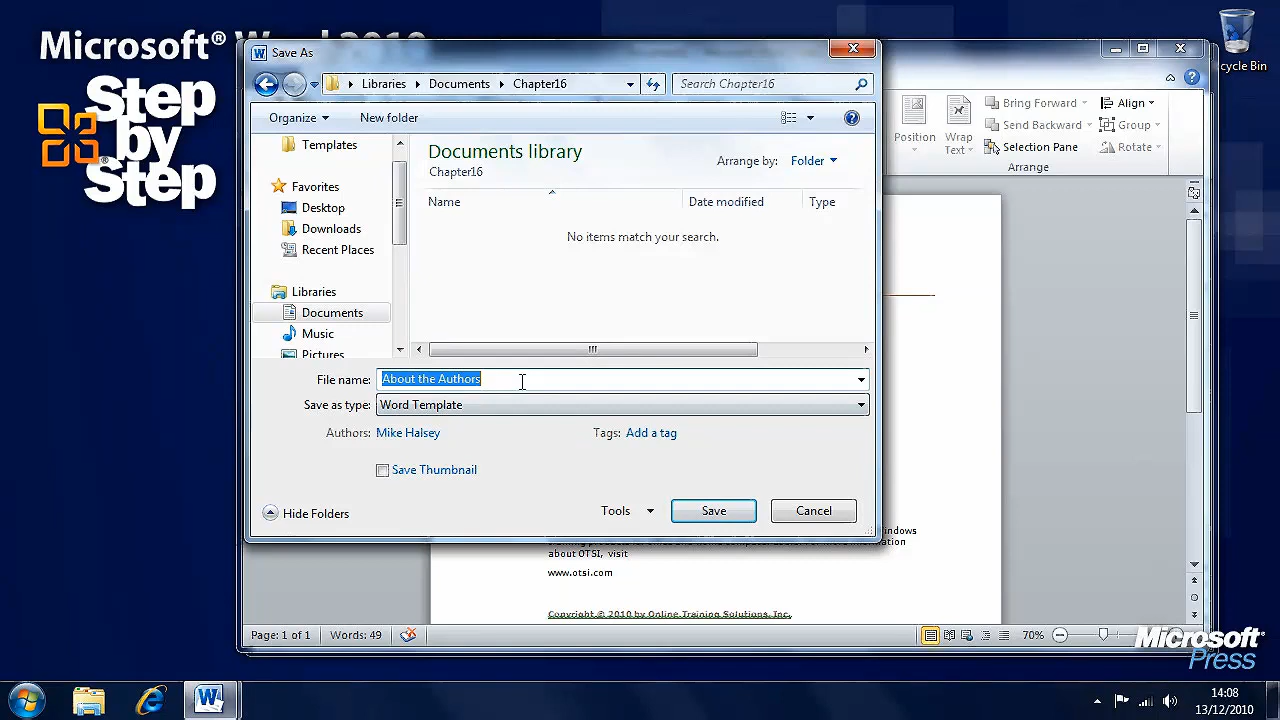 Microsoft® Word 2010
Step
by
Step
Save As
Libraries
Documents
Chapter16
Search Chapter16
Organize
New folder
Templates
Favorites
Desktop
Downloads
Recent Places
Libraries
Documents
Music
Pictures
Documents library
Chapter16
Arrange by: Folder
Name
Date modified
Type
No items match your search.
File name: About the Authors
Save as type: Word Template
Authors: Mike Halsey
Tags: Add a tag
Save Thumbnail
Hide Folders
Tools
Save
Cancel
cycle Bin
Position
Wrap
Text
Bring Forward
Send Backward
Selection Pane
Align
Group
Rotate
Arrange
indows
about OTSI, visit
www.otsi.com
Copyright © 2010 by Online Training Solutions, Inc.
Page: 1 of 1
Words: 49
70%
Microsoft
Press
14:08
13/12/2010